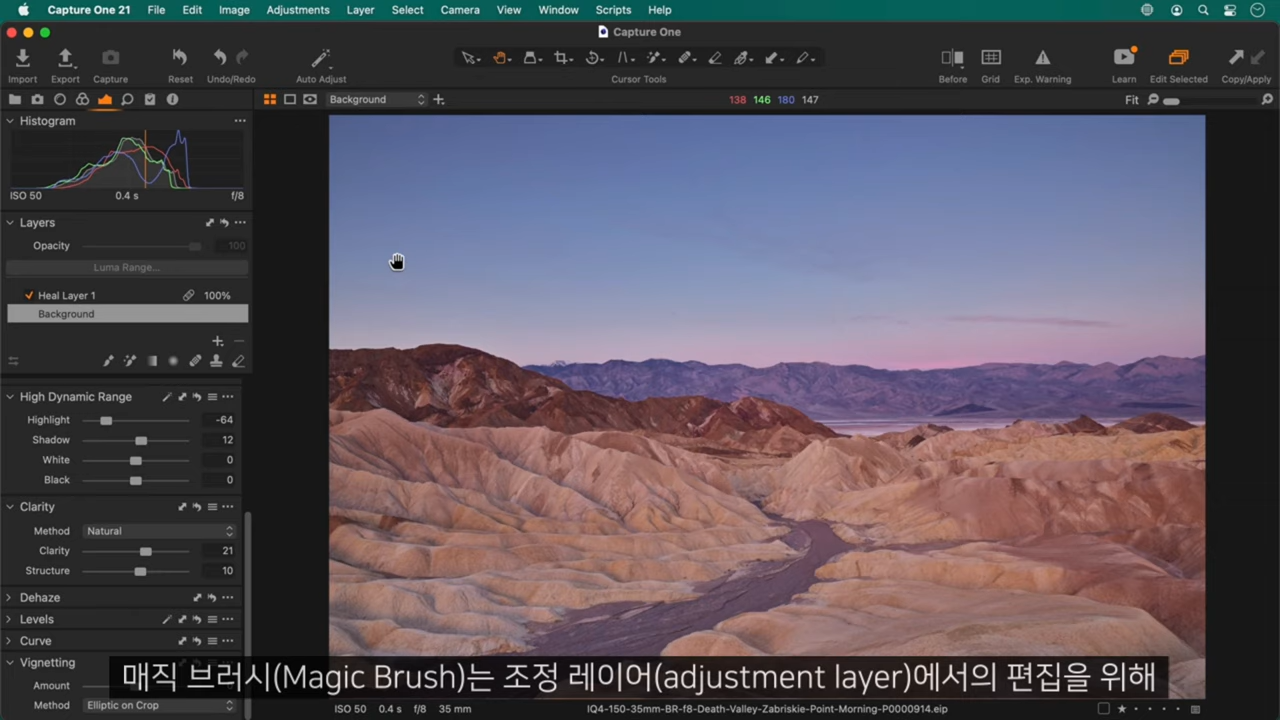 Capture One 21 File Edit Image Adjustments Layer Select Camera View Window Scripts Help
Capture One
Import Export Capture Reset Undo/Redo Auto Adjust Cursor Tools Before Grid Exp. Warning Learn Edit Selected Copy/Apply
Background 138 146 180 147 Fit
Histogram
ISO 50 0.4 s f/8
Layers
Opacity 100
Luma Range...
Heal Layer 1 100%
Background
High Dynamic Range
Highlight -64
Shadow 12
White 0
Black 0
Clarity
Method Natural
Clarity 21
Structure 10
Dehaze
Levels
Curve
Vignetting
Amount
매직 브러시(Magic Brush)는 조정 레이어(adjustment layer)에서의 편집을 위해
Method Elliptic on Crop
ISO 50 0.4 s f/8 35 mm IQ4-150-35mm-BR-f8-Death-Valley-Zabriskie-Point-Morning-P0000914.eip